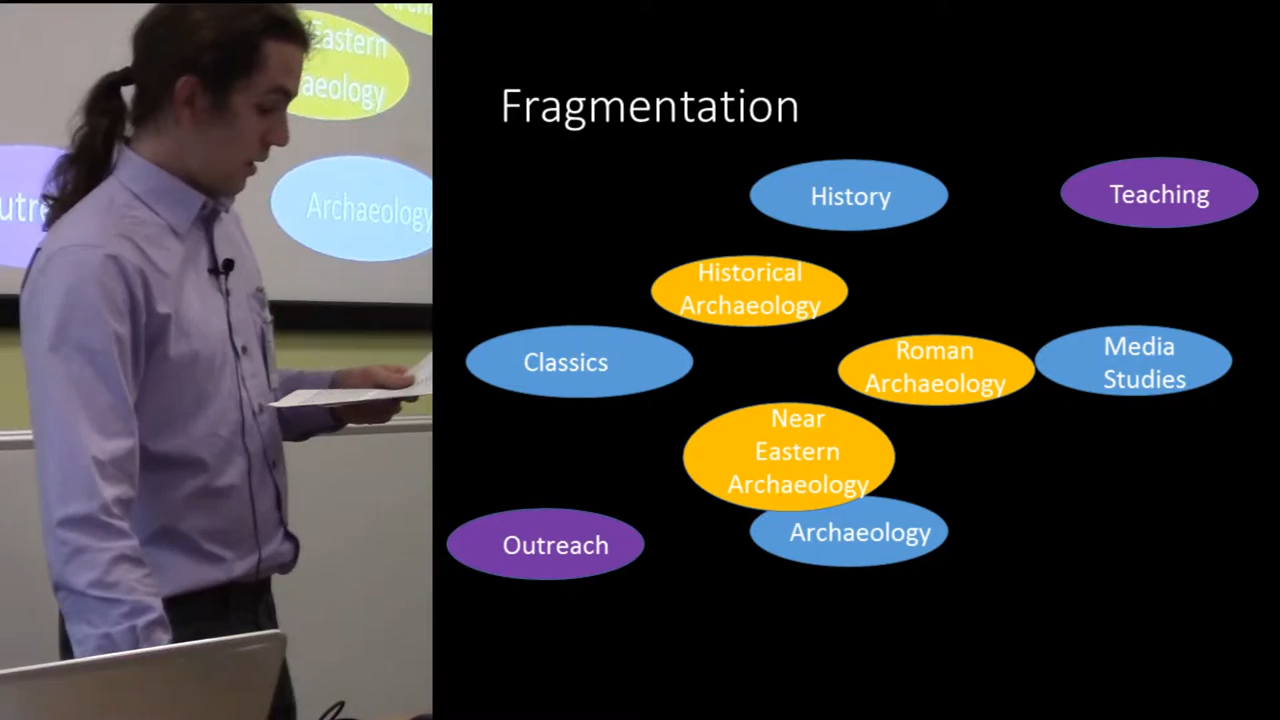 Eastern
aeology
Archaeology
Fragmentation
History
Teaching
Historical
Archaeology
Classics
Roman
Archaeology
Media
Studies
Near
Eastern
Archaeology
Outreach
Archaeology